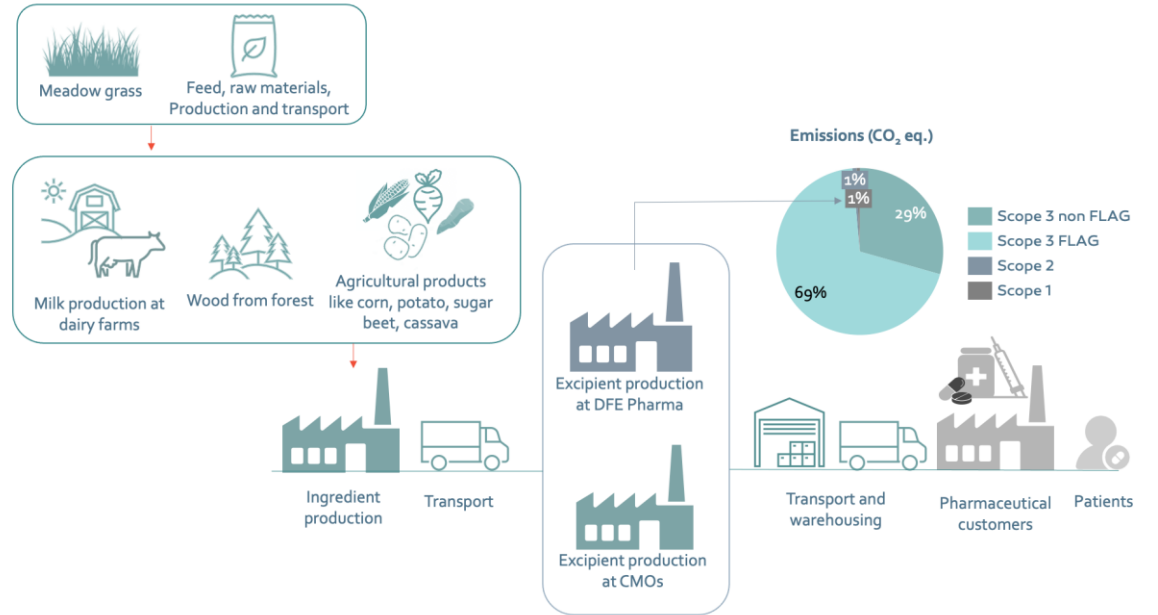 Meadow grass
Feed, raw materials,
Production and transport
Milk production at
dairy farms
Wood from forest
Agricultural products
like corn, potato, sugar
beet, cassava
Emissions (CO₂ eq.)
1%
1%
29%
69%
Scope 3 non FLAG
Scope 3 FLAG
Scope 2
Scope 1
Excipient production
at DFE Pharma
Excipient production
at CMOs
Ingredient
production
Transport
Transport and
warehousing
Pharmaceutical
customers
Patients